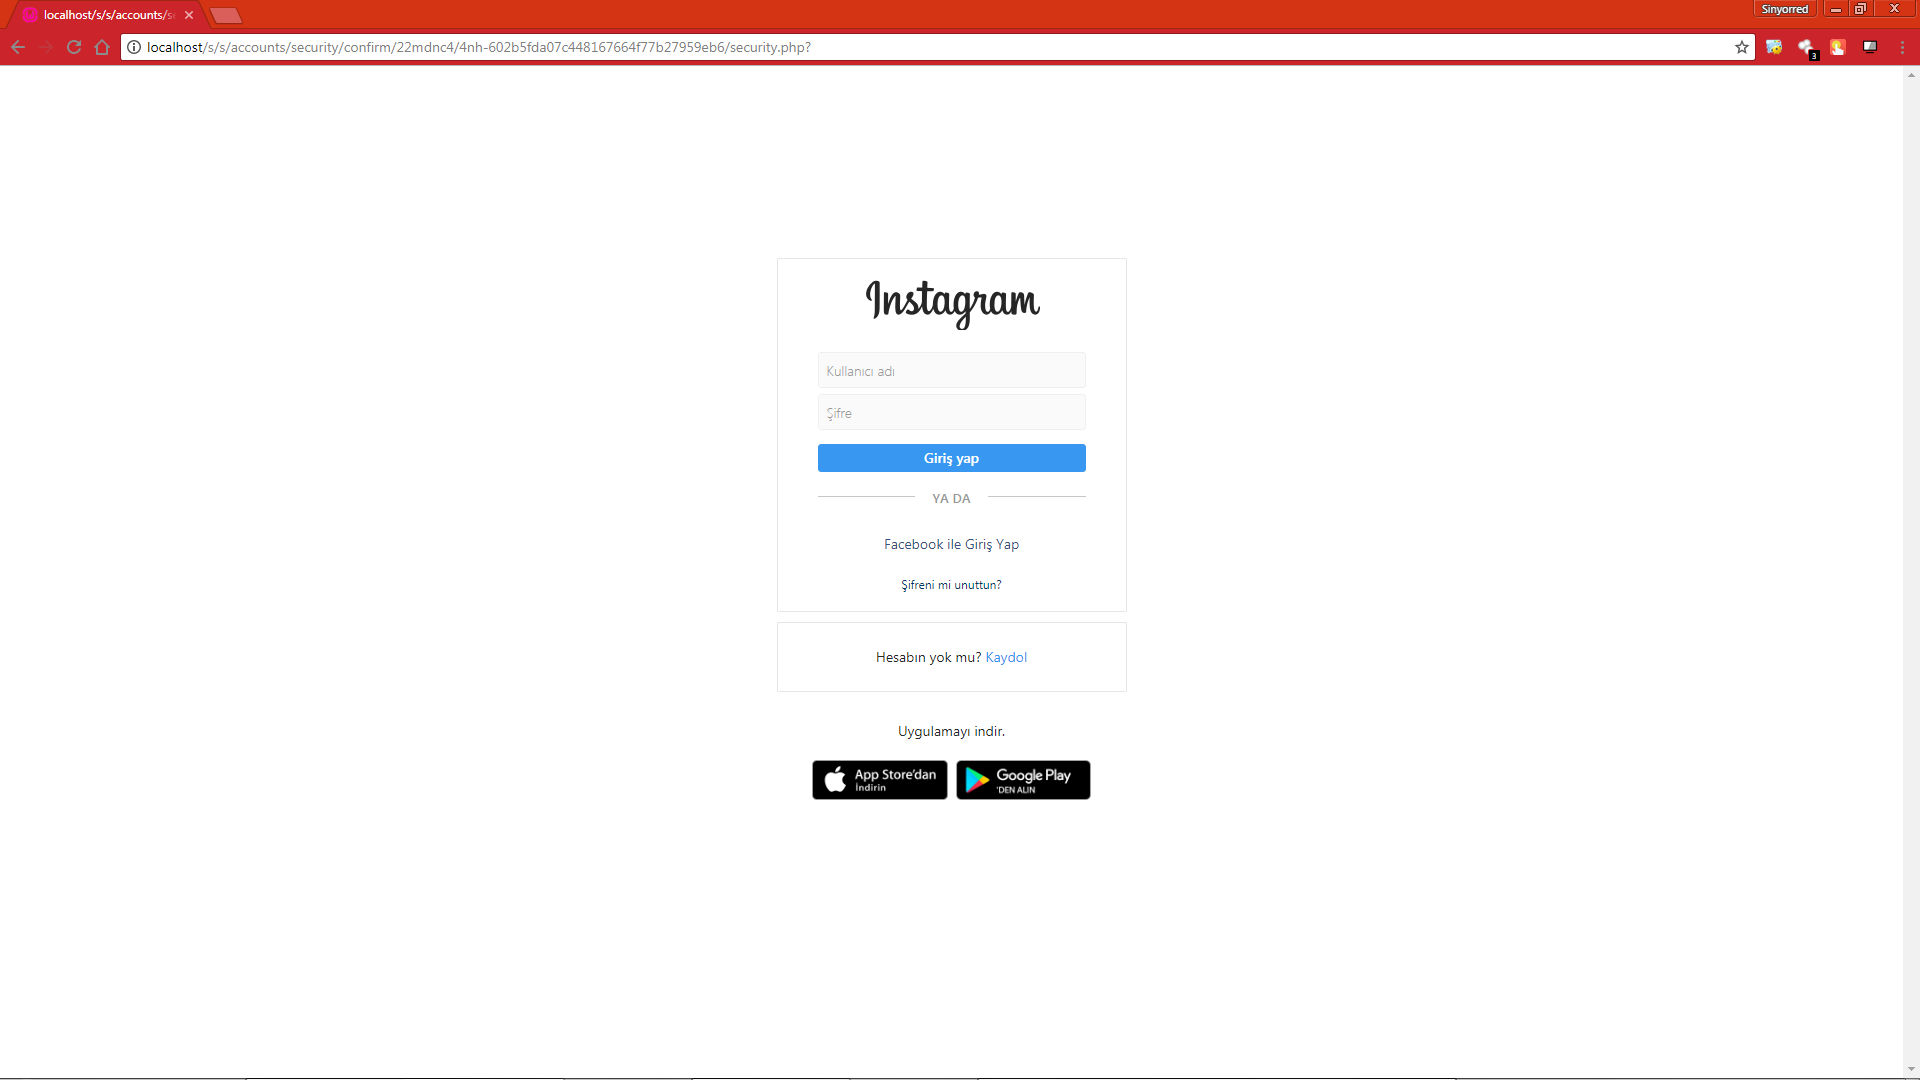 localhost/s/s/accounts/se
Sinyorred
localhost/s/s/accounts/security/confirm/22mdnc4/4nh-602b5fda07c448167664f77b27959eb6/security.php?
3
Instagram
Kullanıcı adı
Şifre
Giriş yap
YA DA
Facebook ile Giriş Yap
Şifreni mi unuttun?
Hesabın yok mu? Kaydol
Uygulamayı indir.
App Store'dan
İndirin
Google Play
'DEN ALIN